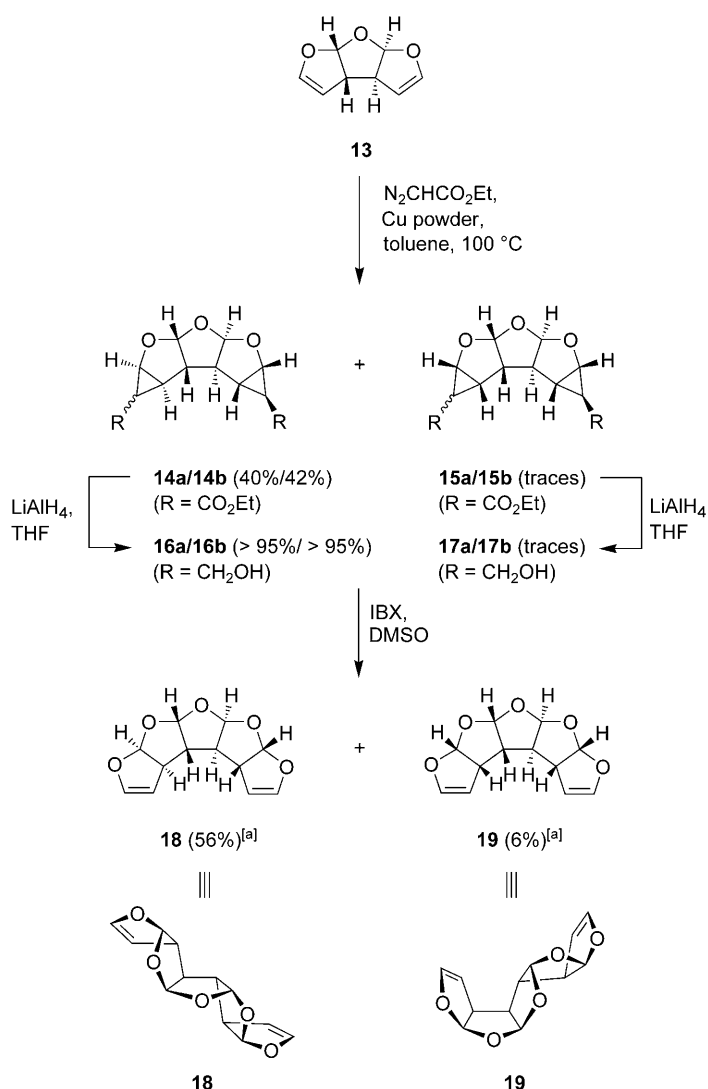 H O H
O O
H H
13
N₂CHCO₂Et,
Cu powder,
toluene, 100 °C
H O H H O H
O O O O
H H + H H
H H H H H H H H
R R R R
14a/14b (40%/42%) 15a/15b (traces)
(R = CO₂Et) (R = CO₂Et)
LiAlH₄, LiAlH₄
THF THF
16a/16b (> 95%/ > 95%) 17a/17b (traces)
(R = CH₂OH) (R = CH₂OH)
IBX,
DMSO
H O H H O H
H O O H H O O H
O O + O O
H H H H H H H H
18 (56%)[a] 19 (6%)[a]
O
O O O
O O O
O O O
18 19